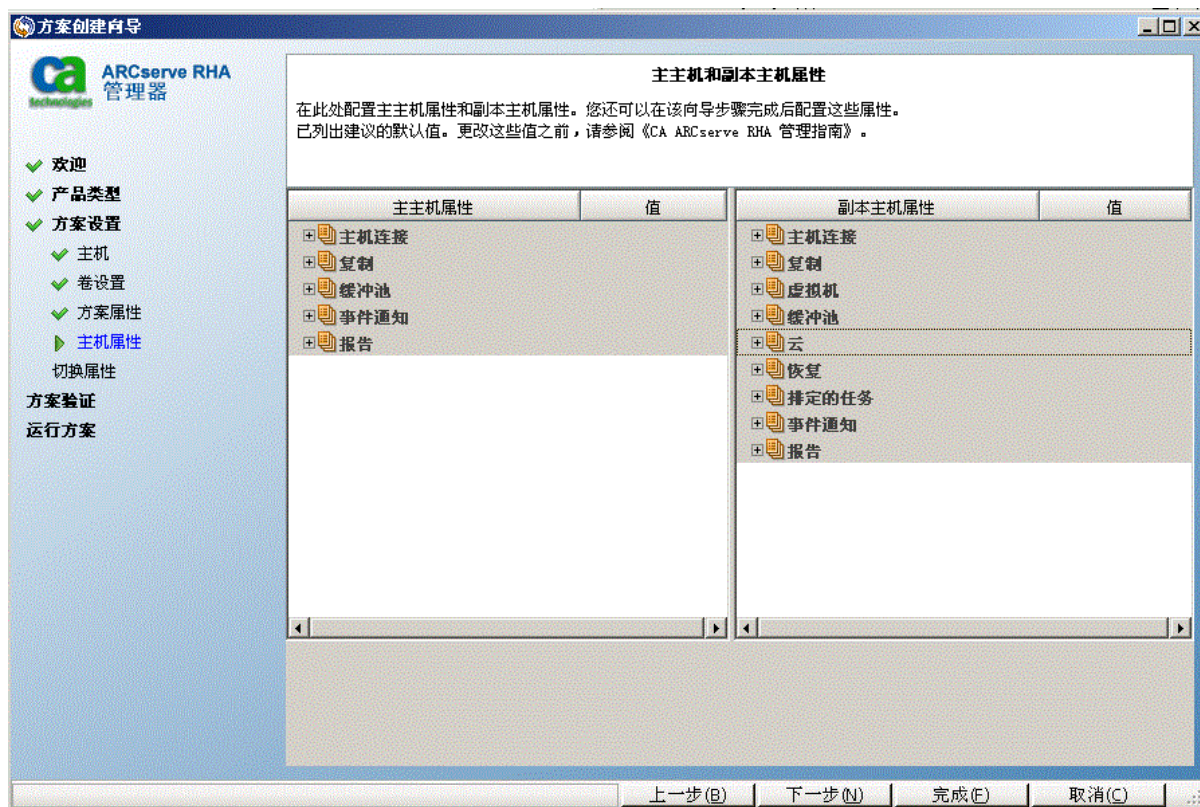 方案创建向导
ca
technologies
ARCserve RHA
管理器
欢迎
产品类型
方案设置
主机
卷设置
方案属性
主机属性
切换属性
方案验证
运行方案
主主机和副本主机属性
在此处配置主主机属性和副本主机属性。您还可以在该向导步骤完成后配置这些属性。
已列出建议的默认值。更改这些值之前，请参阅《CA ARCserve RHA 管理指南》。
主主机属性 值
主机连接
复制
缓冲池
事件通知
报告
副本主机属性 值
主机连接
复制
虚拟机
缓冲池
云
恢复
排定的任务
事件通知
报告
上一步(B) 下一步(N) 完成(F) 取消(C)